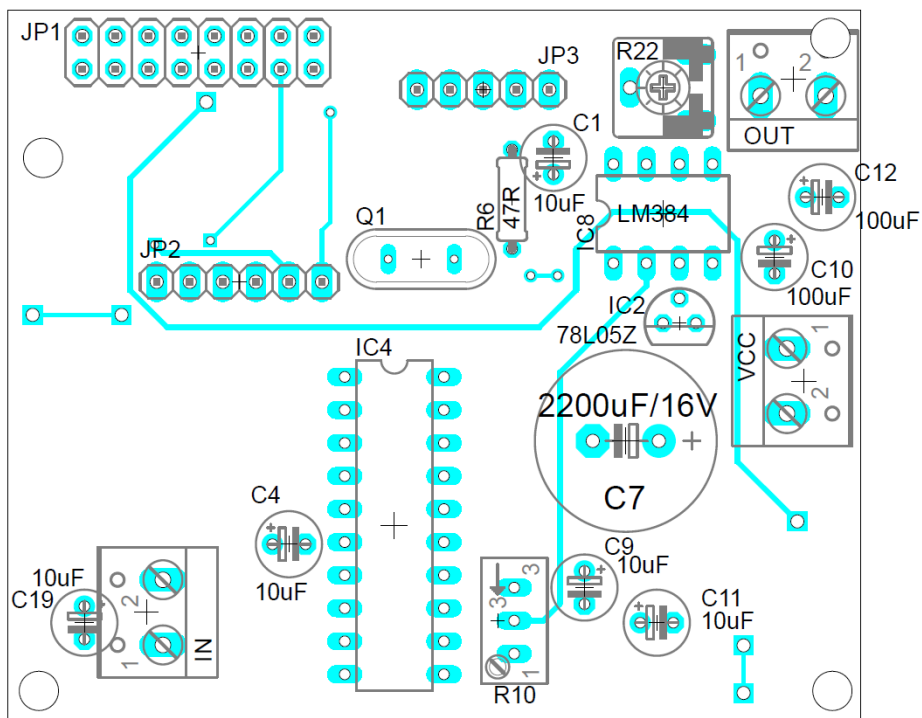 JP1
JP3
R22
1
2
OUT
C1
10uF
C12
100uF
R6
47R
IC8
LM384
Q1
JP2
C10
100uF
IC2
78L05Z
VCC
1
2
IC4
2200uF/16V
C7
C4
10uF
10uF
C19
2
1
IN
C9
10uF
3
3
1
R10
C11
10uF